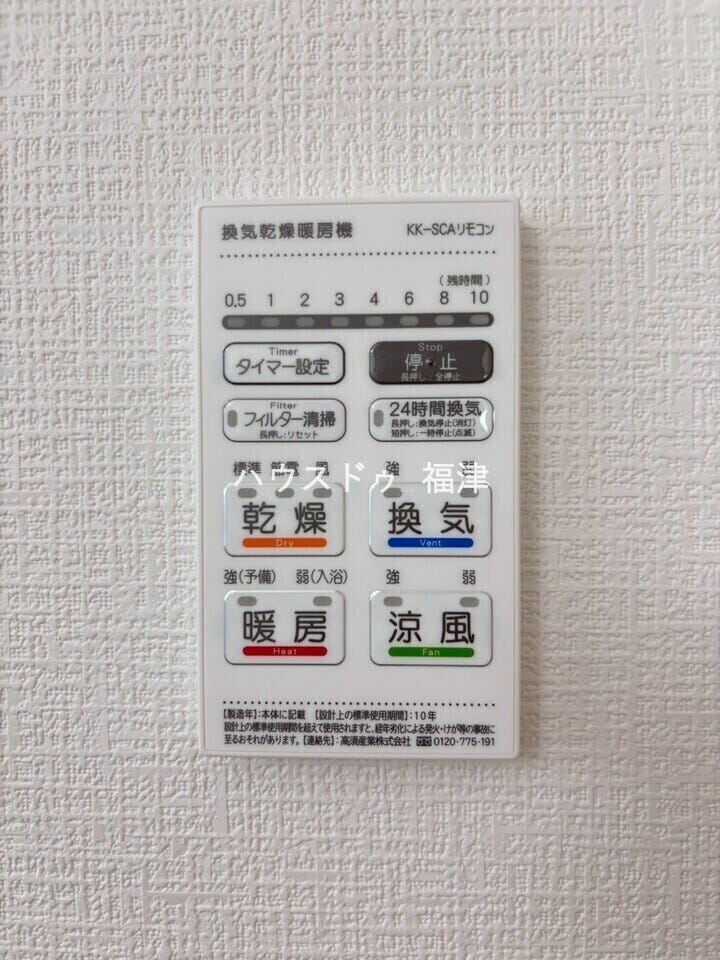 換気乾燥暖房機 KK-SCAリモコン
(残時間)
0.5 1 2 3 4 6 8 10
Timer
タイマー設定
Stop
停・止
長押し:全停止
Filter
フィルター清掃
長押し:リセット
24時間換気
長押し:換気停止(消灯)
短押し:一時停止(点滅)
標準 節電 風
強 弱
ハウスドゥ 福津
乾燥
Dry
換気
Vent
強(予備) 弱(入浴)
強 弱
暖房
Heat
涼風
Fan
【製造年】:本体に記載 【設計上の標準使用期間】:10年
設計上の標準使用期間を超えて使用されますと、経年劣化による発火・けが等の事故に
至るおそれがあります。【連絡先】:高須産業株式会社 0120-775-191